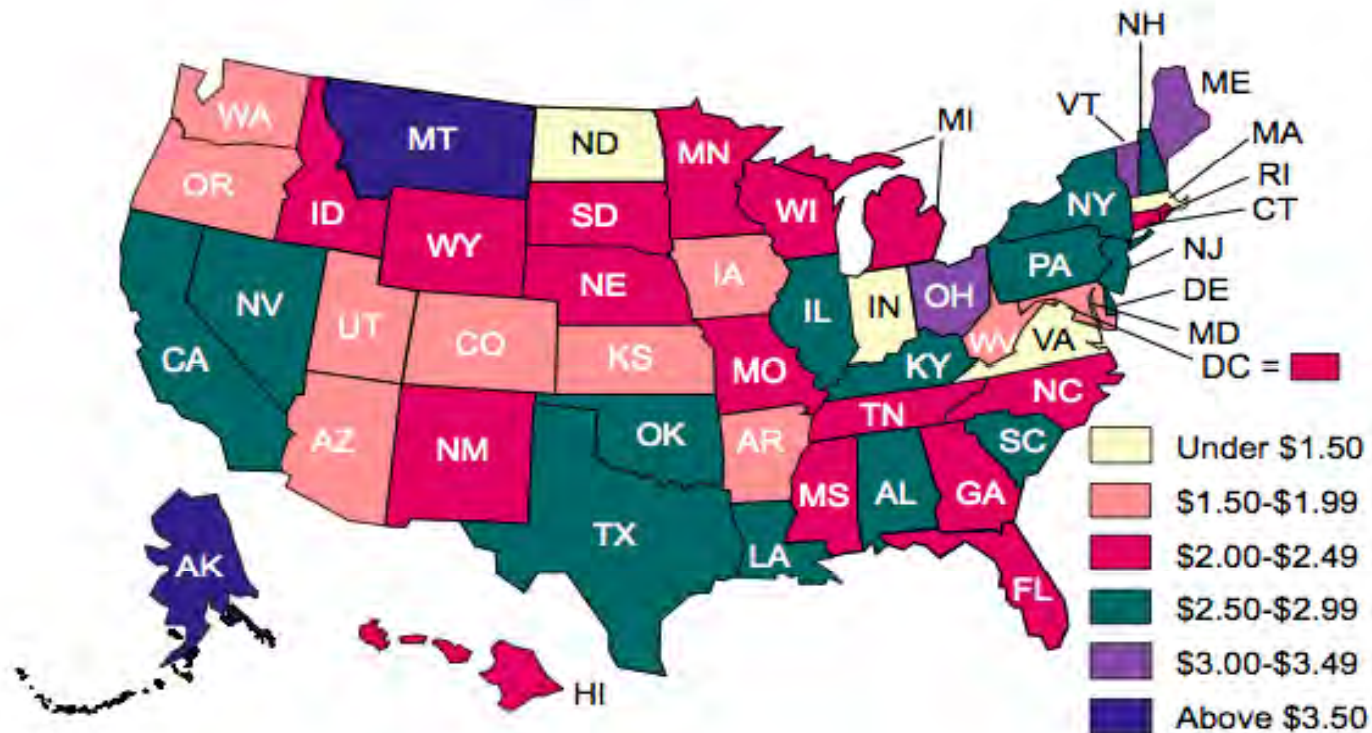 NH
ME
VT
MA
RI
CT
NJ
DE
MD
DC =
WA
MT
ND
MN
MI
OR
ID
SD
WI
NY
WY
PA
NV
NE
IA
IL
IN
OH
CA
UT
CO
KS
MO
KY
WV
VA
AZ
NM
OK
AR
TN
NC
SC
TX
LA
MS
AL
GA
FL
AK
HI
Under $1.50
$1.50-$1.99
$2.00-$2.49
$2.50-$2.99
$3.00-$3.49
Above $3.50